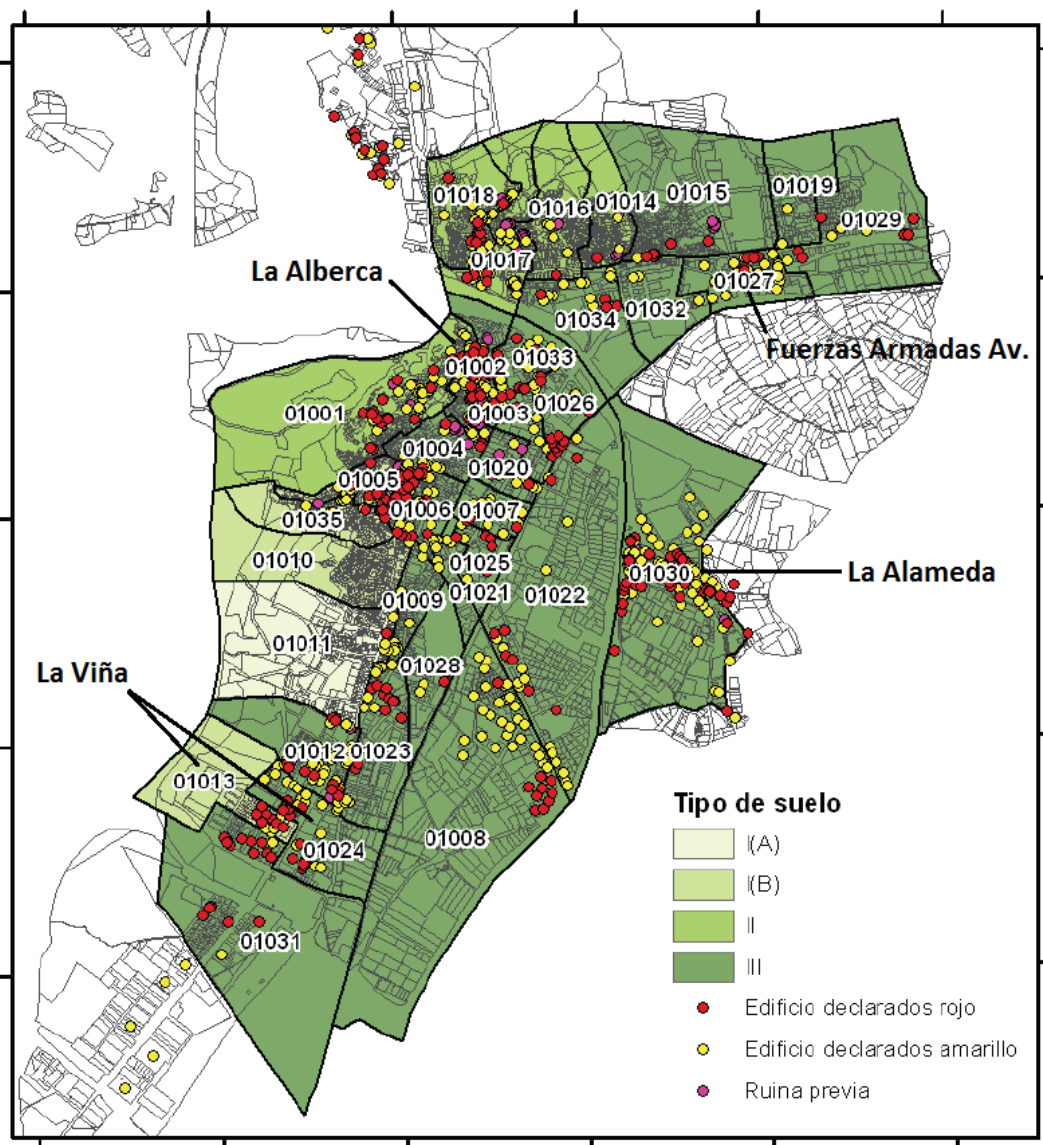 01018
01016
01014
01015
01019
01029
01017
La Alberca
01027
01032
01034
Fuerzas Armadas Av.
01033
01002
01001
01003
01026
01004
01020
01005
01006
01007
01035
01010
01025
01030
La Alameda
01021
01022
01009
01011
01028
La Viña
01012
01023
01013
01008
01024
01031
Tipo de suelo
I(A)
I(B)
II
III
Edificio declarados rojo
Edificio declarados amarillo
Ruina previa